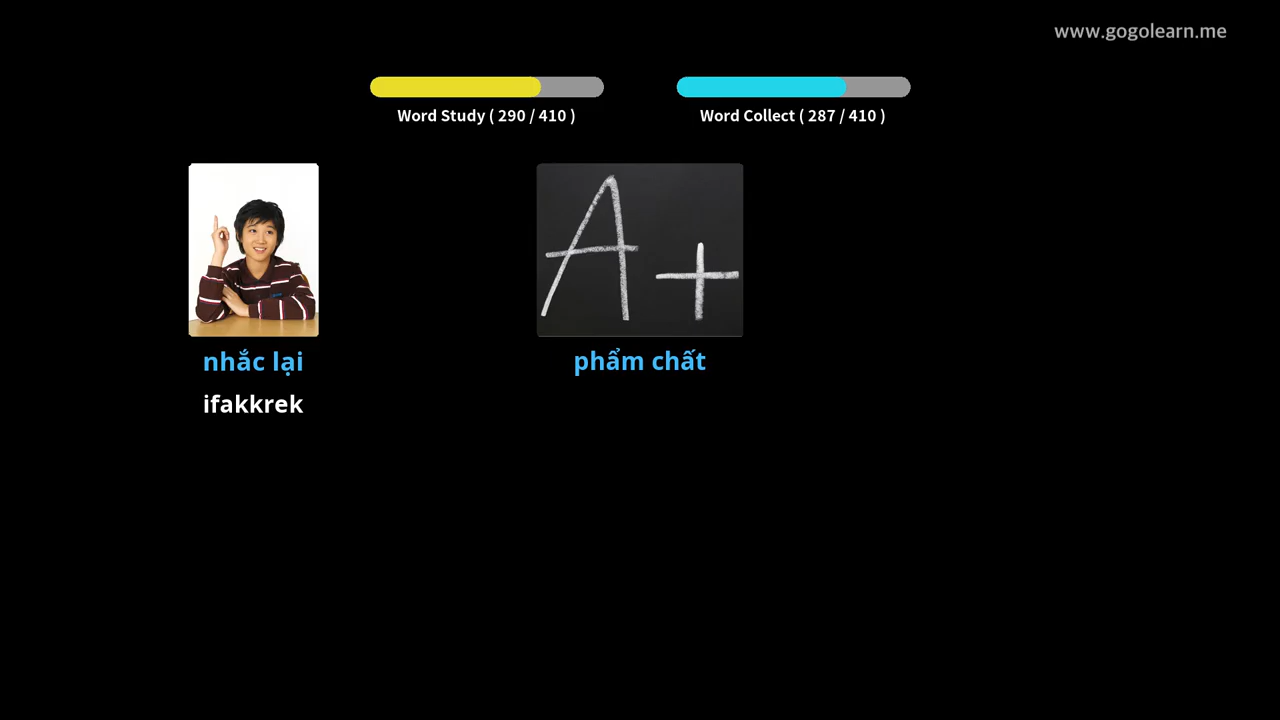 www.gogolearn.me
Word Study ( 290 / 410 )
Word Collect ( 287 / 410 )
A+
nhắc lại
phẩm chất
ifakkrek